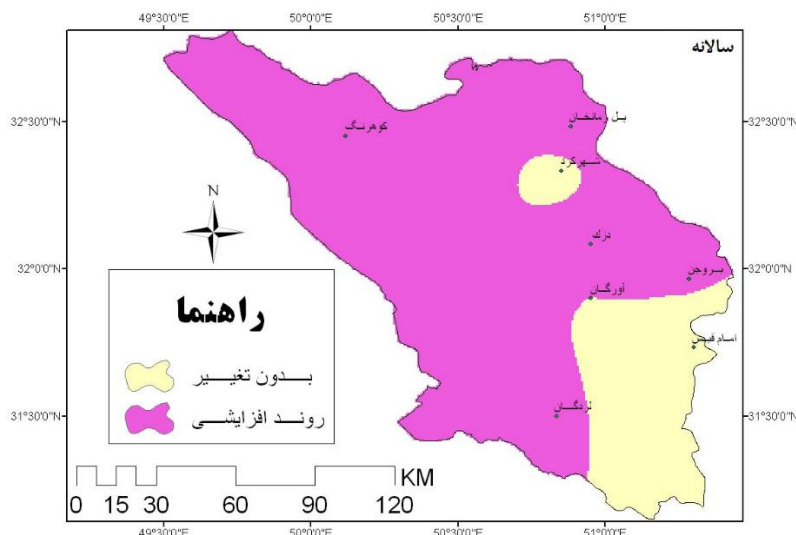 49°30'0"E 50°0'0"E 50°30'0"E 51°0'0"E
سالانه
32°30'0"N 32°30'0"N
پل زمانخان
کوهرنگ
شهرکرد
N
دزک
32°0'0"N 32°0'0"N
بروجن
آورگان
راهنما
امام قیس
بدون تغییر
روند افزایشی
31°30'0"N 31°30'0"N
لردگان
KM
0 15 30 60 90 120
49°30'0"E 50°0'0"E 50°30'0"E 51°0'0"E